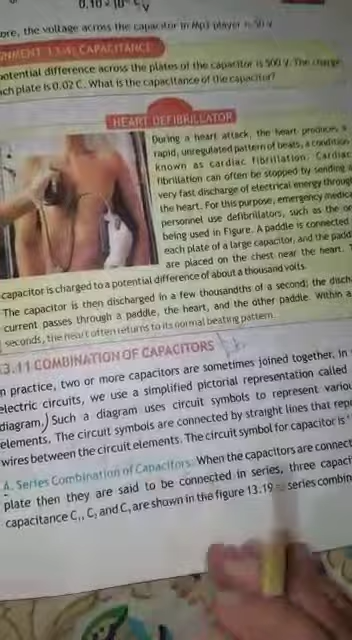 0.10 × 10
ore, the voltage across the capacitor in Mp3 player is 50 V
NMENT 13.4: CAPACITANCE
potential difference across the plates of the capacitor is 500 V. The charge
ch plate is 0.02 C. What is the capacitance of the capacitor?
HEART DEFIBRILLATOR
During a heart attack, the heart produces a
rapid, unregulated pattern of beats, a condition
known as cardiac fibrillation. Cardiac
fibrillation can often be stopped by sending a
very fast discharge of electrical energy through
the heart. For this purpose, emergency medica
personnel use defibrillators, such as the on
being used in Figure. A paddle is connected
each plate of a large capacitor, and the padd
are placed on the chest near the heart. T
capacitor is charged to a potential difference of about a thousand volts.
The capacitor is then discharged in a few thousandths of a second; the disch
current passes through a paddle, the heart, and the other paddle. Within a
seconds, the heart often returns to its normal beating pattern.
3.11 COMBINATION OF CAPACITORS
n practice, two or more capacitors are sometimes joined together. In
electric circuits, we use a simplified pictorial representation called
diagram. Such a diagram uses circuit symbols to represent variou
elements. The circuit symbols are connected by straight lines that repr
wires between the circuit elements. The circuit symbol for capacitor is '
A. Series Combination of Capacitors: When the capacitors are connect
plate then they are said to be connected in series, three capaci
capacitance C₁, C₂ and C₃ are shown in the figure 13.19 series combin